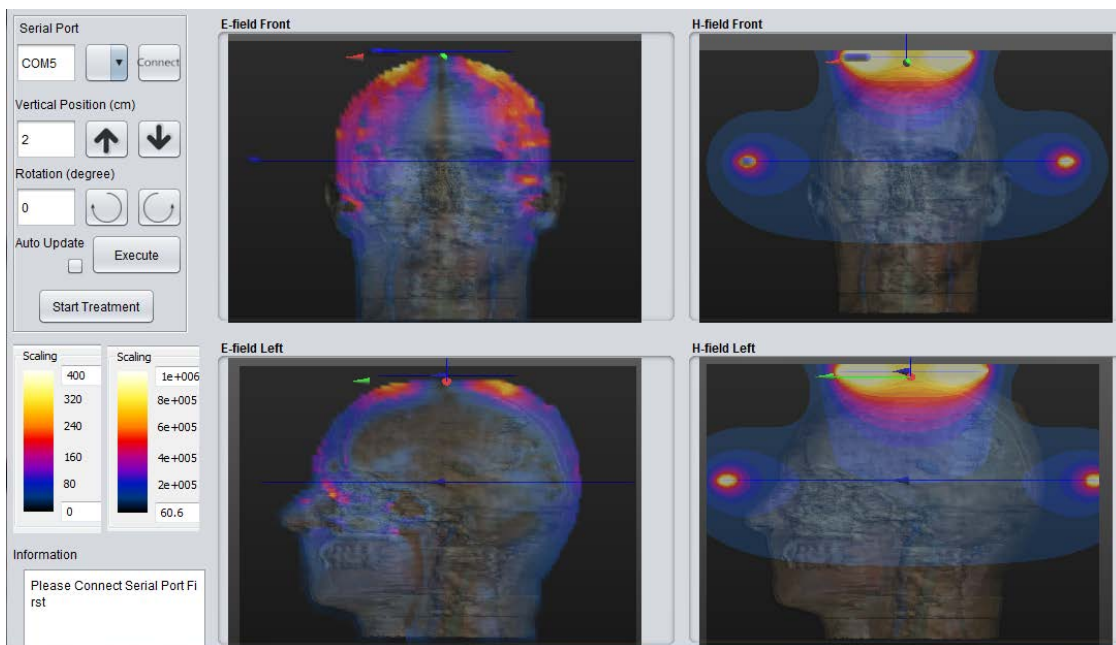 Serial Port
COM5
Connect
Vertical Position (cm)
2
Rotation (degree)
0
Auto Update
Execute
Start Treatment
Scaling
400
320
240
160
80
0
Scaling
1e+006
8e+005
6e+005
4e+005
2e+005
60.6
Information
Please Connect Serial Port Fi
rst
E-field Front
H-field Front
E-field Left
H-field Left